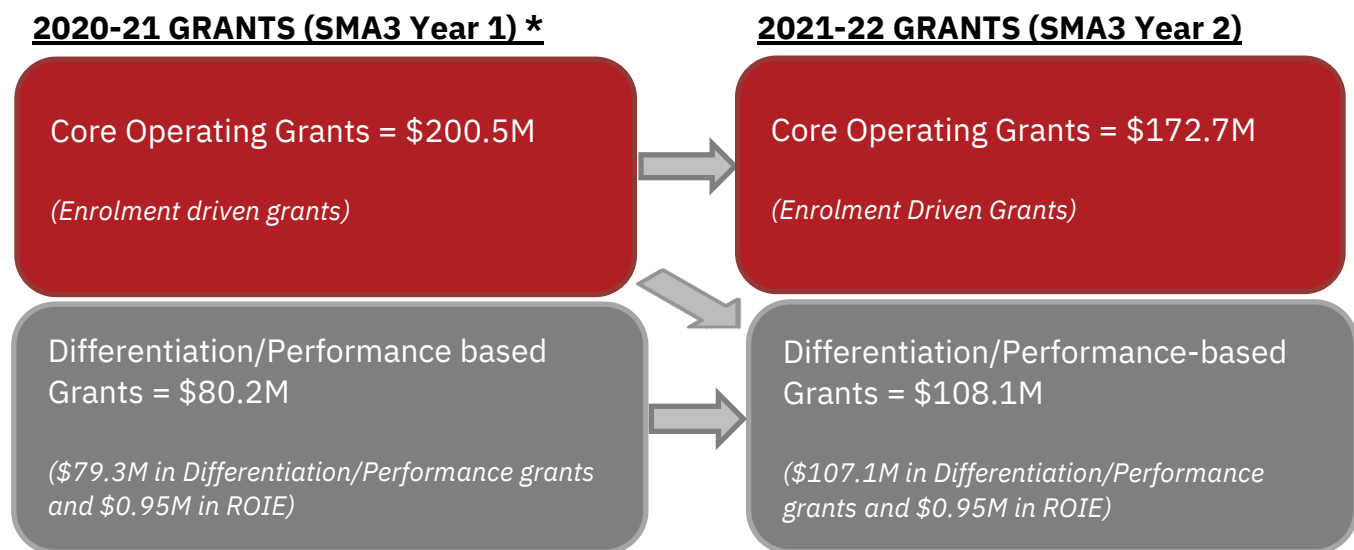 2020-21 GRANTS (SMA3 Year 1) *
Core Operating Grants = $200.5M
(Enrolment driven grants)
Differentiation/Performance based
Grants = $80.2M
($79.3M in Differentiation/Performance grants
and $0.95M in ROIE)
2021-22 GRANTS (SMA3 Year 2)
Core Operating Grants = $172.7M
(Enrolment Driven Grants)
Differentiation/Performance-based
Grants = $108.1M
($107.1M in Differentiation/Performance
grants and $0.95M in ROIE)